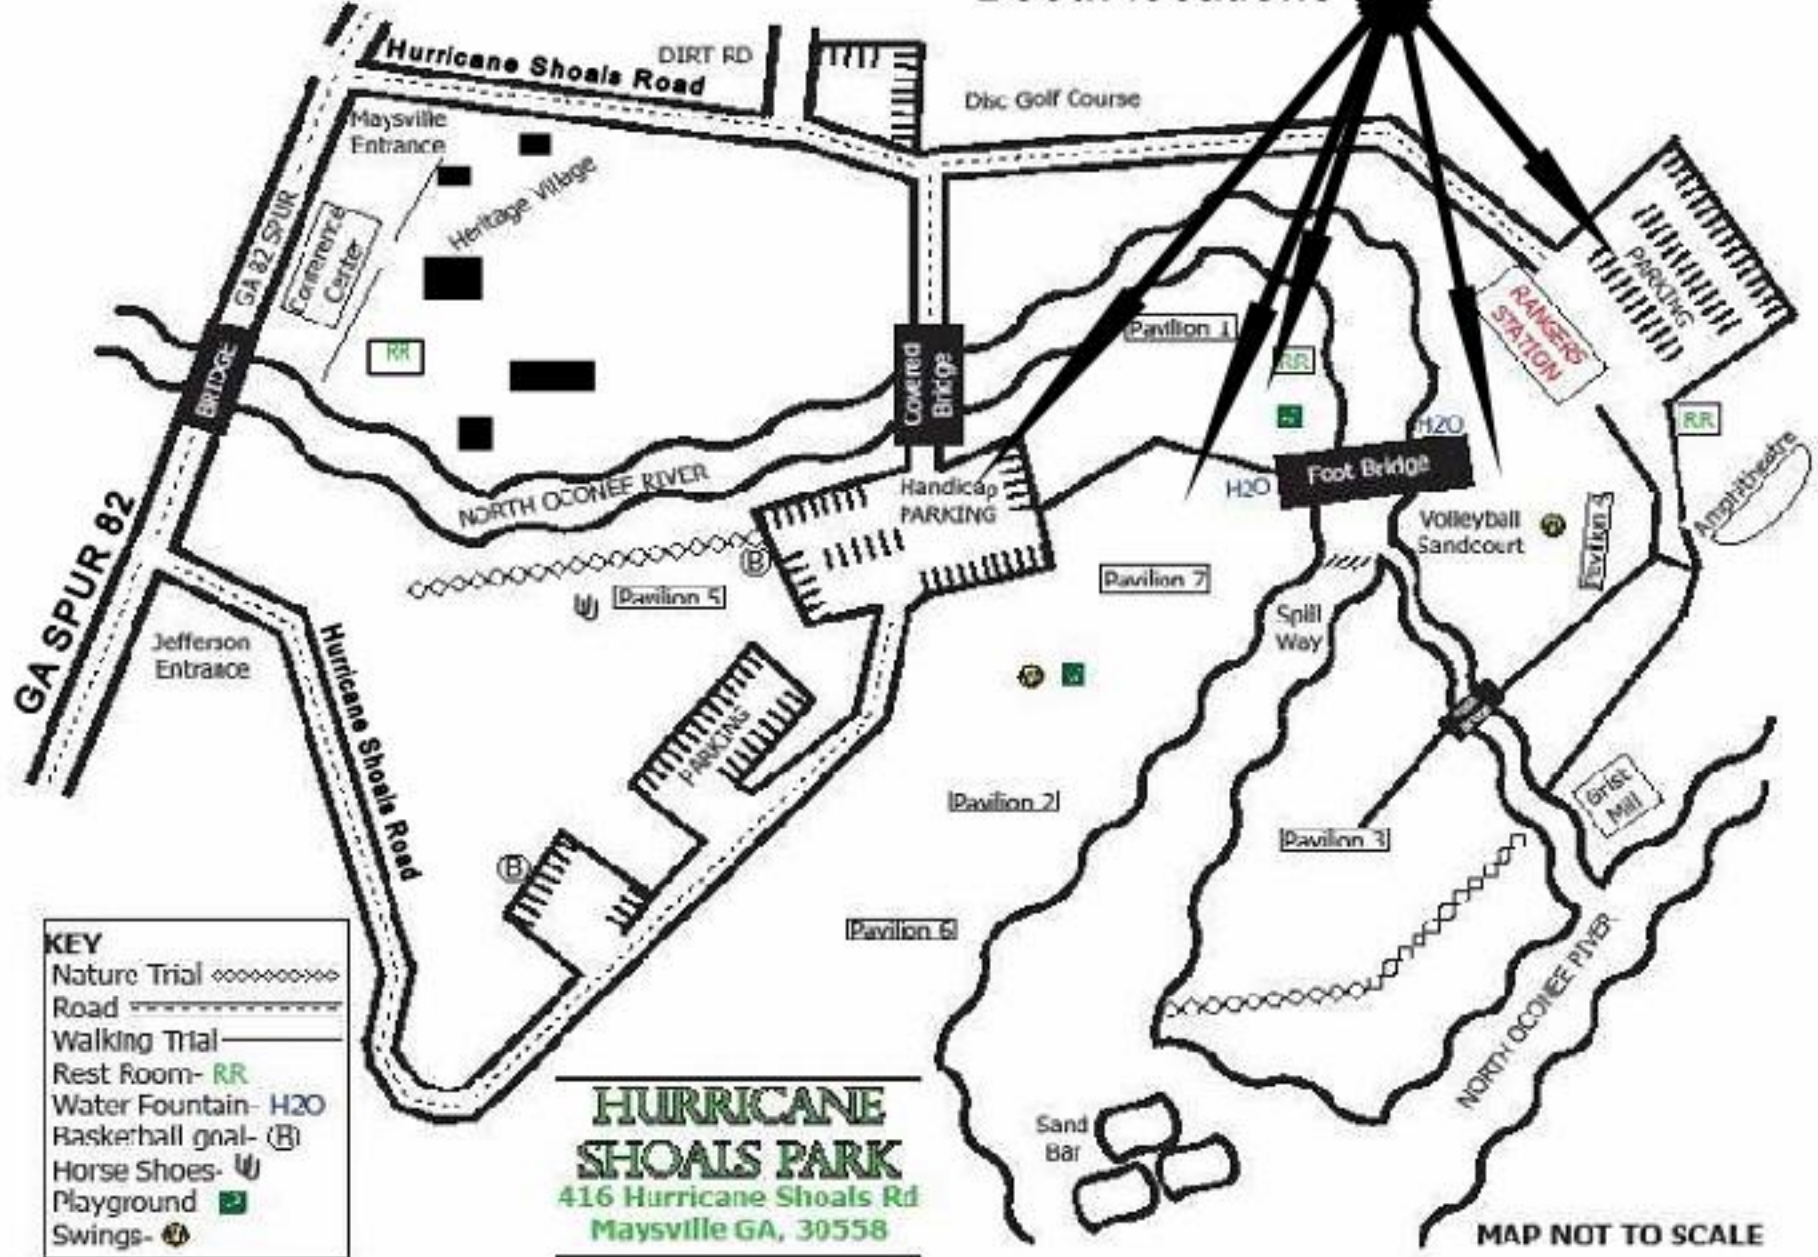 Hurricane Shoals Road
DIRT RD
Disc Golf Course
Maysville
Entrance
Heritage Village
GA 82 SPUR
Conference
Center
RR
BRIDGE
Covered
Bridge
Pavilion 1
RR
RANGERS
STATION
PARKING
RR
Amphitheatre
H2O
Foot Bridge
H2O
NORTH OCONEE RIVER
Handicap
PARKING
Volleyball
Sandcourt
Pavilion 4
GA SPUR 82
B
Pavilion 5
Pavilion 7
Spill
Way
Jefferson
Entrance
Hurricane Shoals Road
PARKING
Pavilion 2
Pavilion 3
Grist
Mill
B
Pavilion 6
NORTH OCONEE RIVER
KEY
Nature Trial
Road
Walking Trial
Rest Room- RR
Water Fountain- H2O
Basketball goal- B
Horse Shoes-
Playground
Swings-
HURRICANE
SHOALS PARK
416 Hurricane Shoals Rd
Maysville GA, 30558
Sand
Bar
MAP NOT TO SCALE